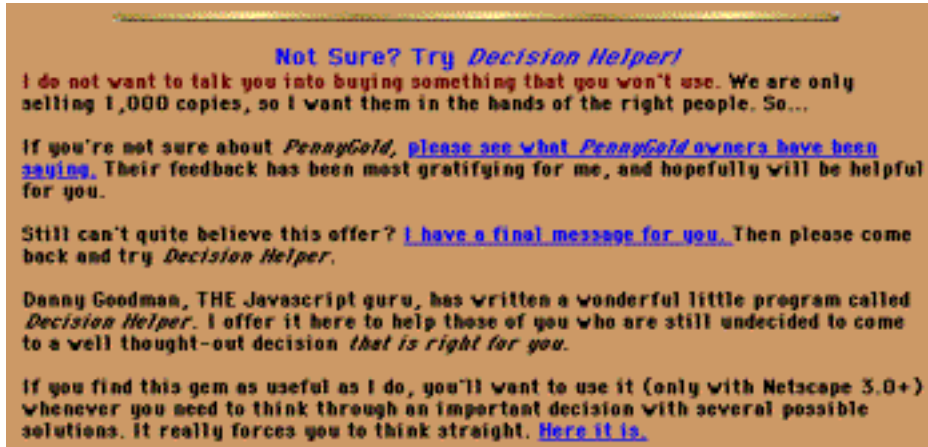 Not Sure? Try Decision Helper!
I do not want to talk you into buying something that you won't use. We are only
selling 1,000 copies, so I want them in the hands of the right people. So...
If you're not sure about PennyGold, please see what PennyGold owners have been
saying. Their feedback has been most gratifying for me, and hopefully will be helpful
for you.
Still can't quite believe this offer? I have a final message for you. Then please come
back and try Decision Helper.
Danny Goodman, THE Javascript guru, has written a wonderful little program called
Decision Helper. I offer it here to help those of you who are still undecided to come
to a well thought-out decision that is right for you.
If you find this gem as useful as I do, you'll want to use it (only with Netscape 3.0+)
whenever you need to think through an important decision with several possible
solutions. It really forces you to think straight. Here it is.